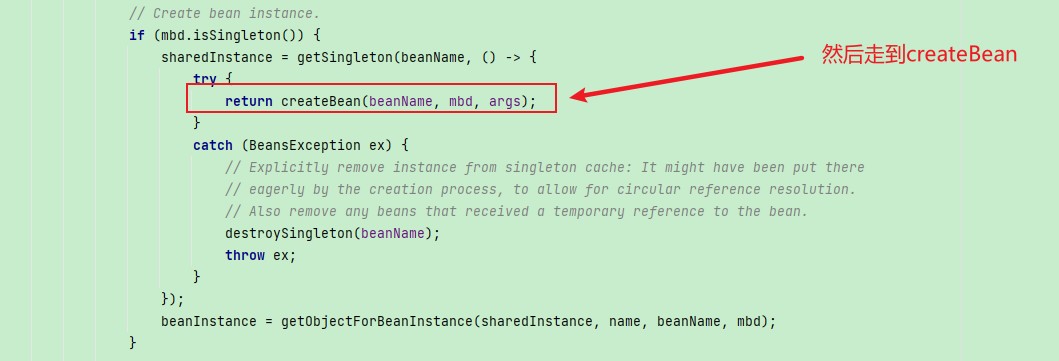 // Create bean instance.
if (mbd.isSingleton()) {
sharedInstance = getSingleton(beanName, () -> {
try {
return createBean(beanName, mbd, args);
}
catch (BeansException ex) {
// Explicitly remove instance from singleton cache: It might have been put there
// eagerly by the creation process, to allow for circular reference resolution.
// Also remove any beans that received a temporary reference to the bean.
destroySingleton(beanName);
throw ex;
}
});
beanInstance = getObjectForBeanInstance(sharedInstance, name, beanName, mbd);
}
然后走到createBean